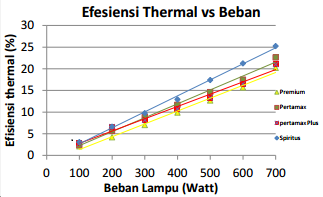 Efesiensi Thermal vs Beban
Efisiensi thermal (%)
30
25
20
15
10
5
0
0 100 200 300 400 500 600 700
Beban Lampu (Watt)
Premium
Pertamax
pertamax Plus
Spiritus